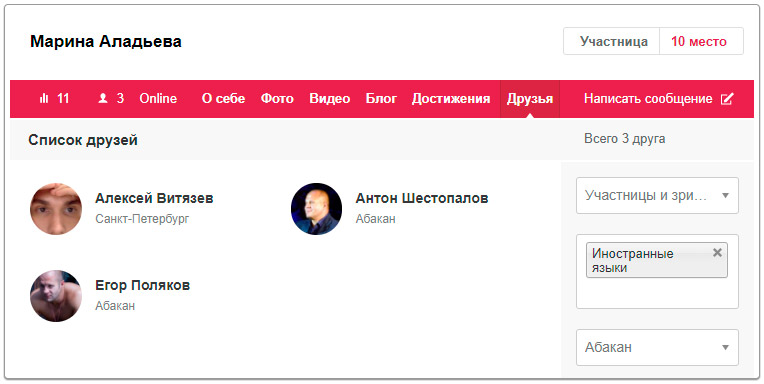 Марина Аладьева
Участница 10 место
11 3 Online О себе Фото Видео Блог Достижения Друзья Написать сообщение
Список друзей Всего 3 друга
Алексей Витязев
Санкт-Петербург
Антон Шестопалов
Абакан
Егор Поляков
Абакан
Участницы и зри...
Иностранные
языки
Абакан